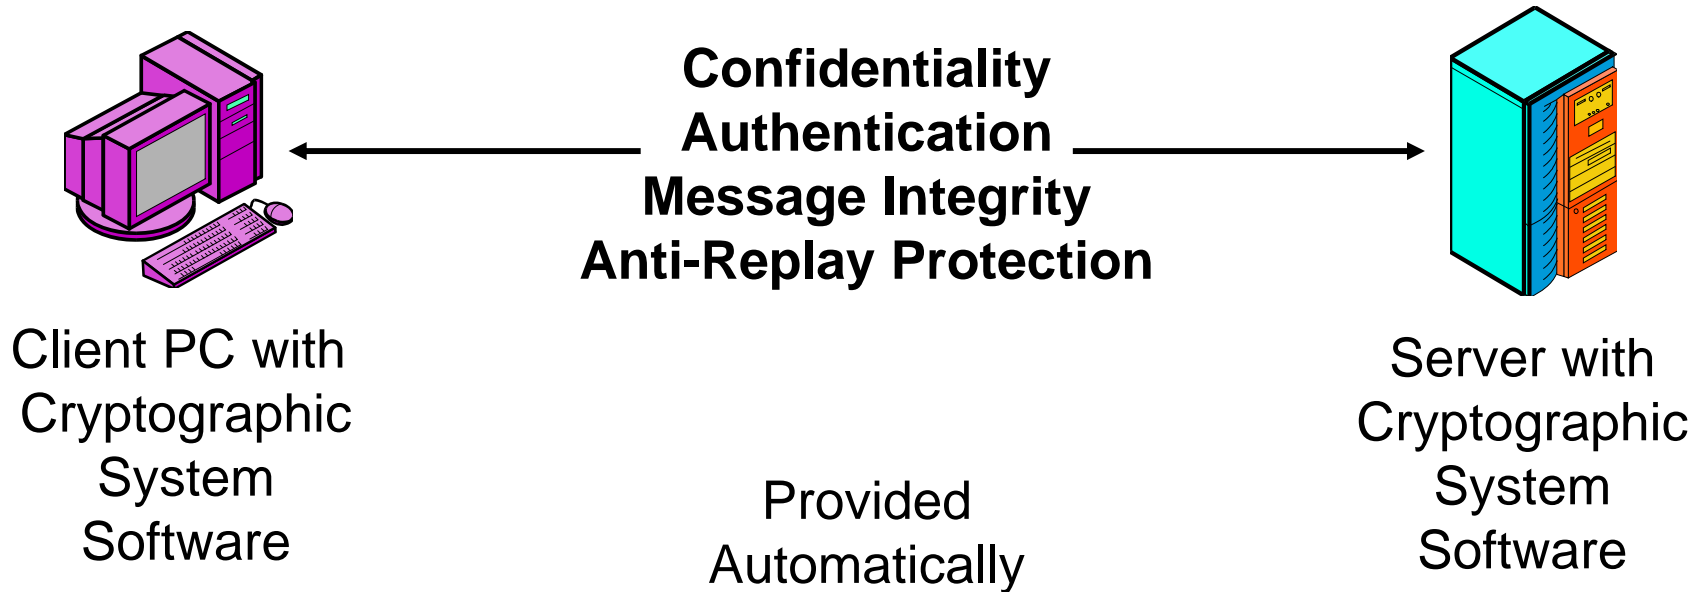 Confidentiality
Authentication
Message Integrity
Anti-Replay Protection
Client PC with
Cryptographic
System
Software
Provided
Automatically
Server with
Cryptographic
System
Software